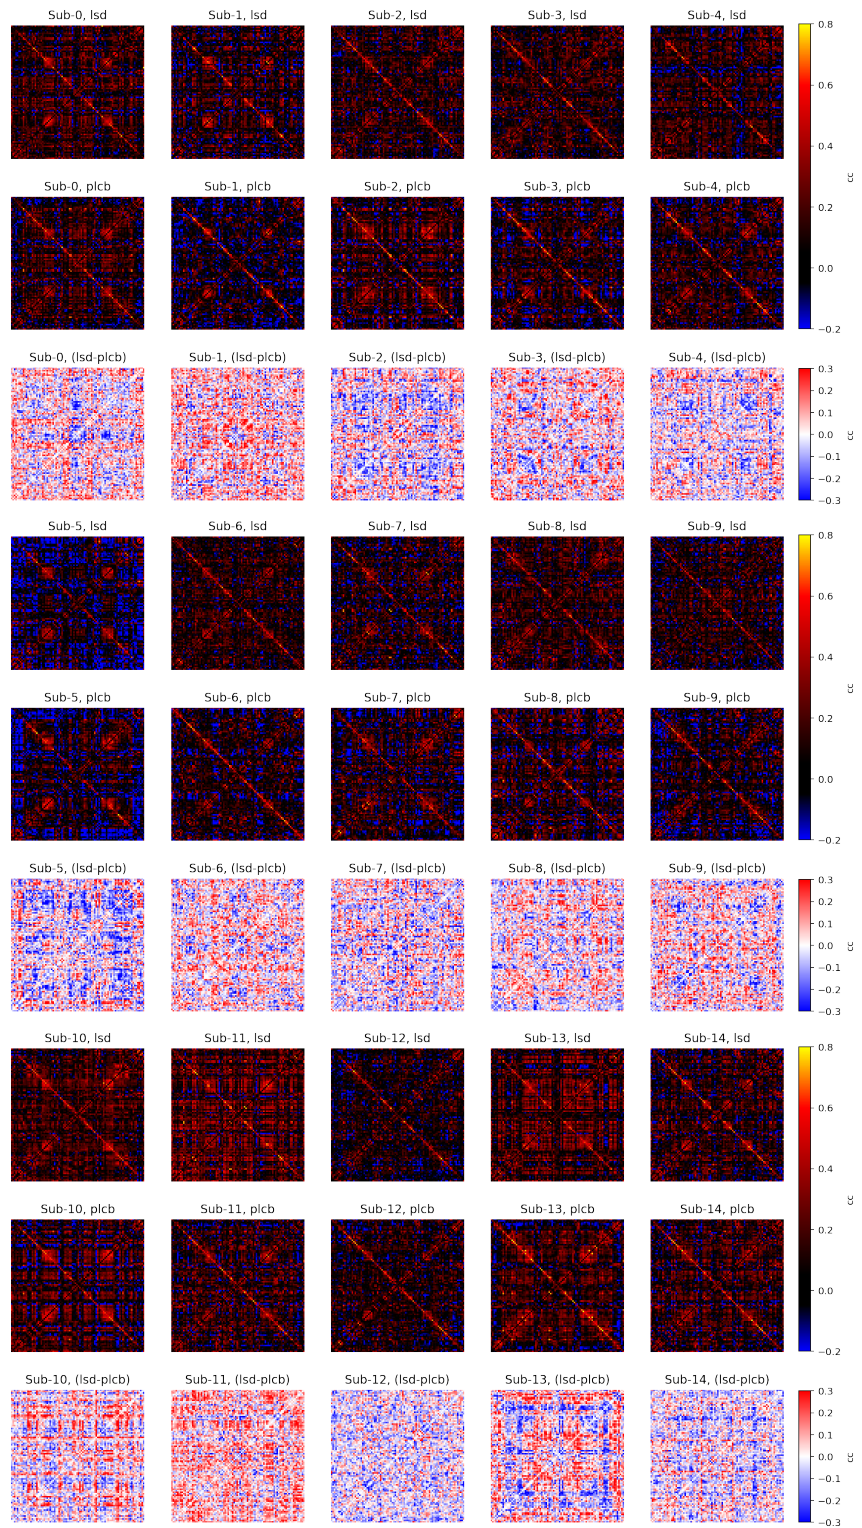 Sub-0, lsd
Sub-1, lsd
Sub-2, lsd
Sub-3, lsd
Sub-4, lsd
0.8
0.6
0.4
0.2
0.0
−0.2
cc
Sub-0, plcb
Sub-1, plcb
Sub-2, plcb
Sub-3, plcb
Sub-4, plcb
Sub-0, (lsd-plcb)
Sub-1, (lsd-plcb)
Sub-2, (lsd-plcb)
Sub-3, (lsd-plcb)
Sub-4, (lsd-plcb)
0.3
0.2
0.1
0.0
−0.1
−0.2
−0.3
cc
Sub-5, lsd
Sub-6, lsd
Sub-7, lsd
Sub-8, lsd
Sub-9, lsd
0.8
0.6
0.4
0.2
0.0
−0.2
cc
Sub-5, plcb
Sub-6, plcb
Sub-7, plcb
Sub-8, plcb
Sub-9, plcb
Sub-5, (lsd-plcb)
Sub-6, (lsd-plcb)
Sub-7, (lsd-plcb)
Sub-8, (lsd-plcb)
Sub-9, (lsd-plcb)
0.3
0.2
0.1
0.0
−0.1
−0.2
−0.3
cc
Sub-10, lsd
Sub-11, lsd
Sub-12, lsd
Sub-13, lsd
Sub-14, lsd
0.8
0.6
0.4
0.2
0.0
−0.2
cc
Sub-10, plcb
Sub-11, plcb
Sub-12, plcb
Sub-13, plcb
Sub-14, plcb
Sub-10, (lsd-plcb)
Sub-11, (lsd-plcb)
Sub-12, (lsd-plcb)
Sub-13, (lsd-plcb)
Sub-14, (lsd-plcb)
0.3
0.2
0.1
0.0
−0.1
−0.2
−0.3
cc